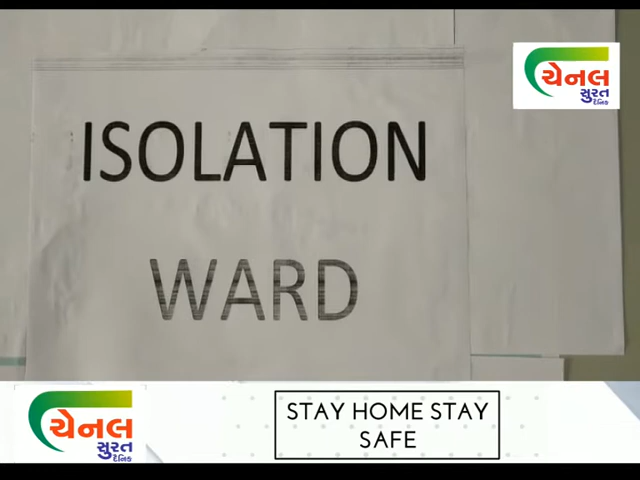 ચેનલ
સુરત
દૈનિક
ISOLATION
WARD
ચેનલ
સુરત
દૈનિક
STAY HOME STAY
SAFE